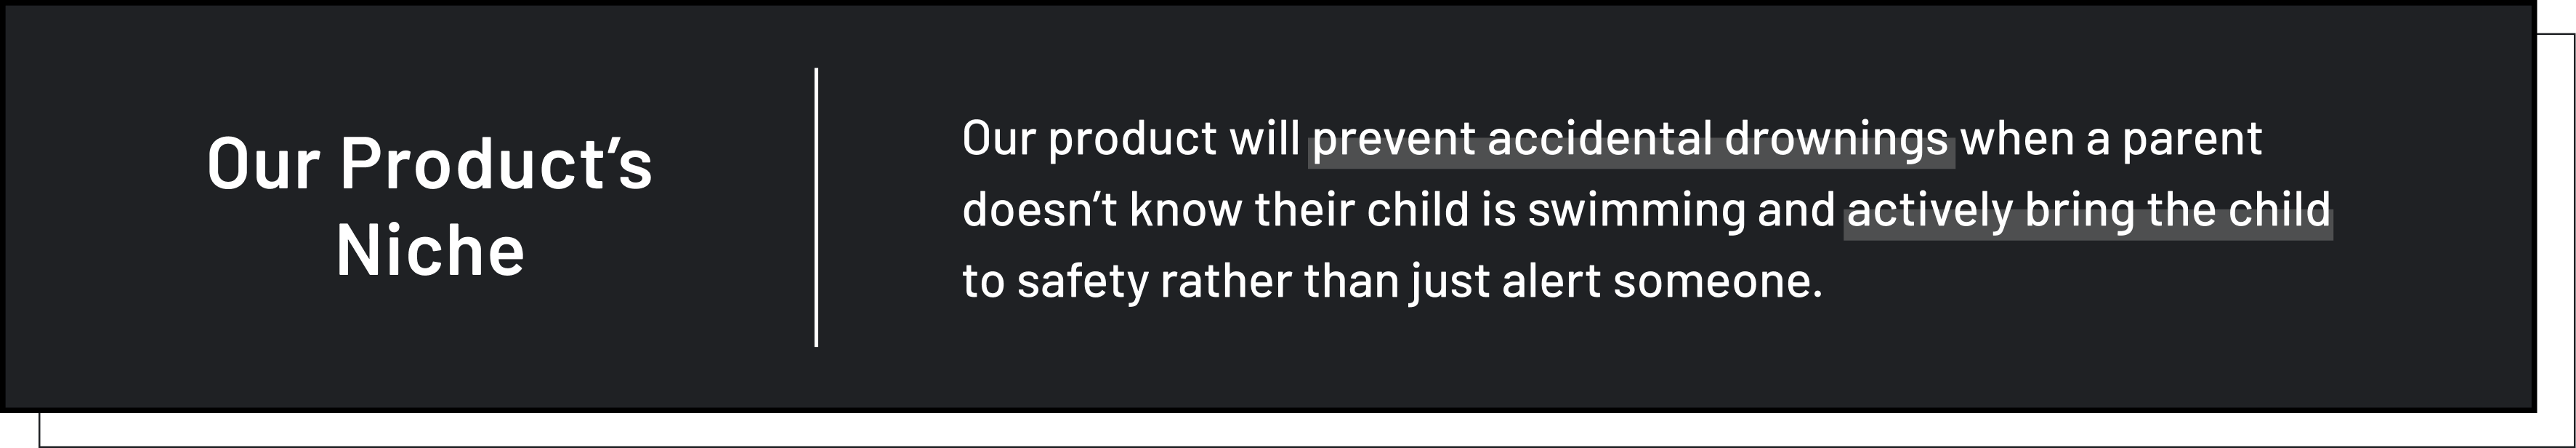 Our Product’s
Niche
Our product will prevent accidental drownings when a parent
doesn’t know their child is swimming and actively bring the child
to safety rather than just alert someone.